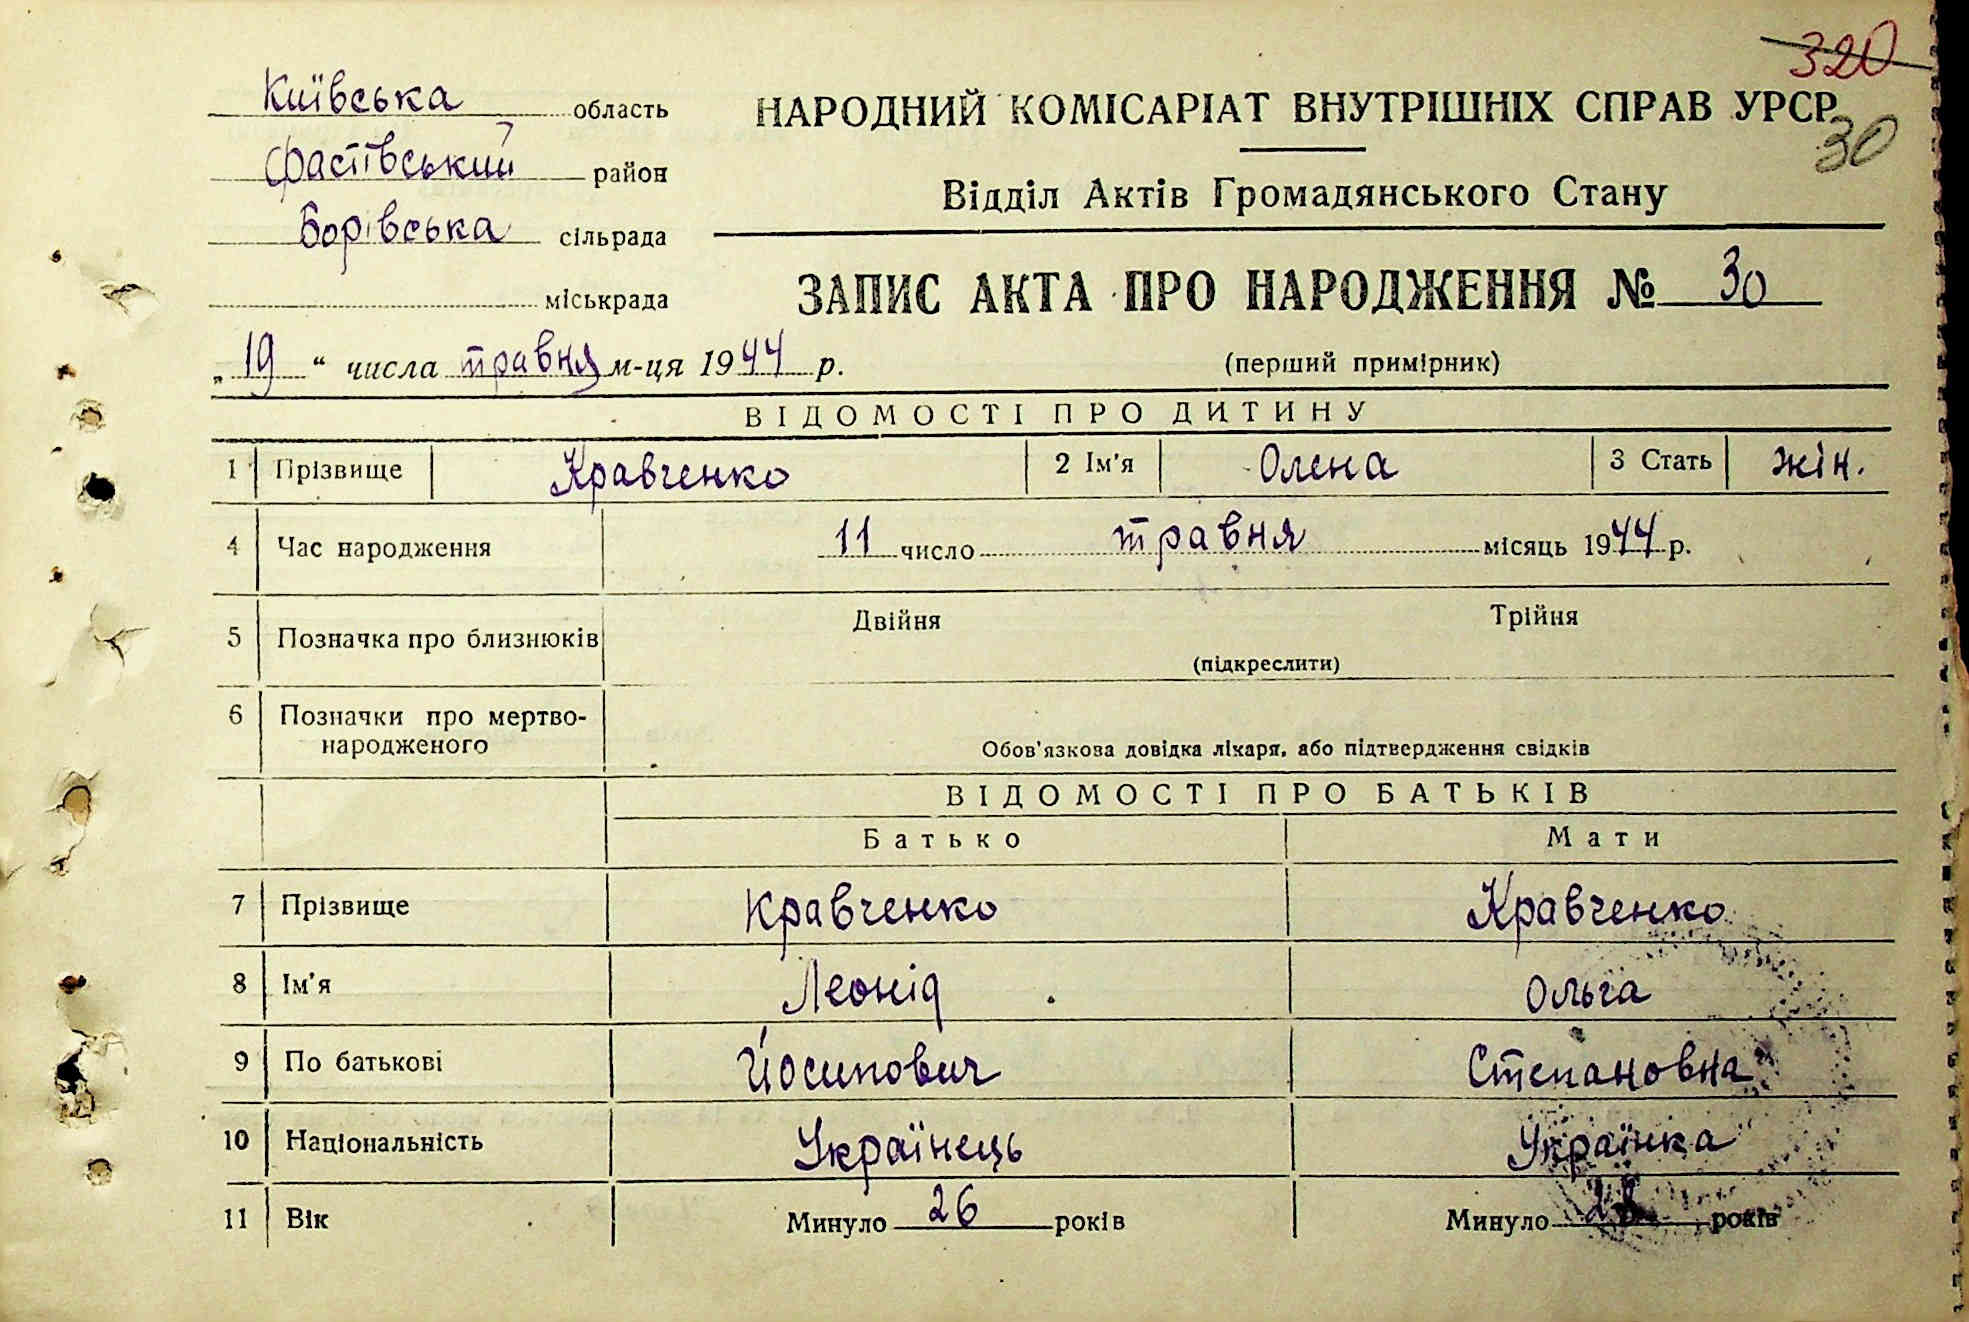 320
Київська область
НАРОДНИЙ КОМІСАРІАТ ВНУТРІШНІХ СПРАВ УРСР
30
Фастівський район
Відділ Актів Громадянського Стану
Борівська сільрада
міськрада
ЗАПИС АКТА ПРО НАРОДЖЕННЯ № 30
„19“ числа травня м-ця 1944 р.
(перший примірник)
ВІДОМОСТІ ПРО ДИТИНУ
1 Прізвище Кравченко 2 Ім'я Олена 3 Стать жін.
4 Час народження 11 число травня місяць 1944 р.
5 Позначка про близнюків Двійня Трійня
(підкреслити)
6 Позначки про мертво-
народженого
Обов'язкова довідка лікаря, або підтвердження свідків
ВІДОМОСТІ ПРО БАТЬКІВ
Батько Мати
7 Прізвище Кравченко Кравченко
8 Ім'я Леонід Ольга
9 По батькові Йосипович Степановна
10 Національність Українець Українка
11 Вік Минуло 26 років Минуло років